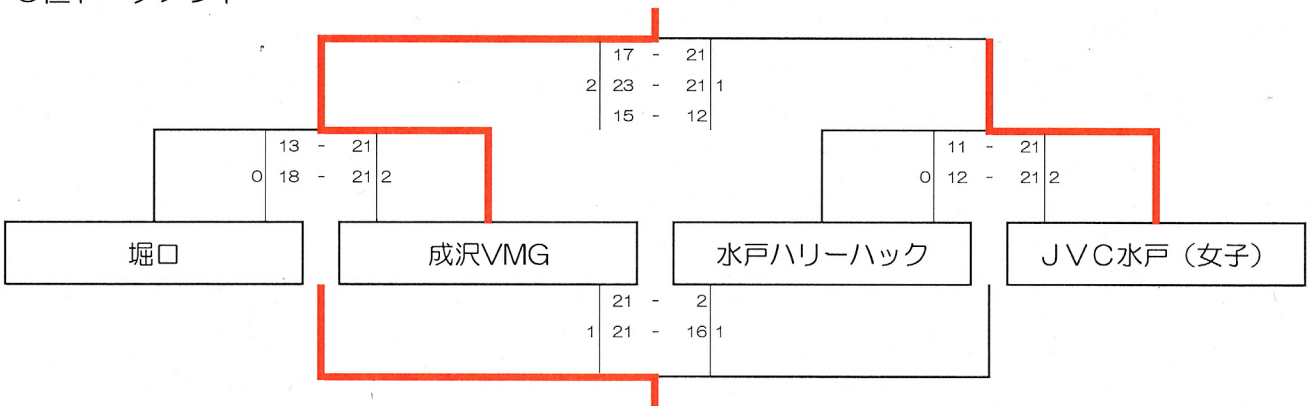 17 - 21
2 23 - 21 1
15 - 12
13 - 21
0 18 - 21 2
11 - 21
0 12 - 21 2
堀口
成沢VMG
水戸ハリーハック
JVC水戸（女子）
21 - 2
1 21 - 16 1